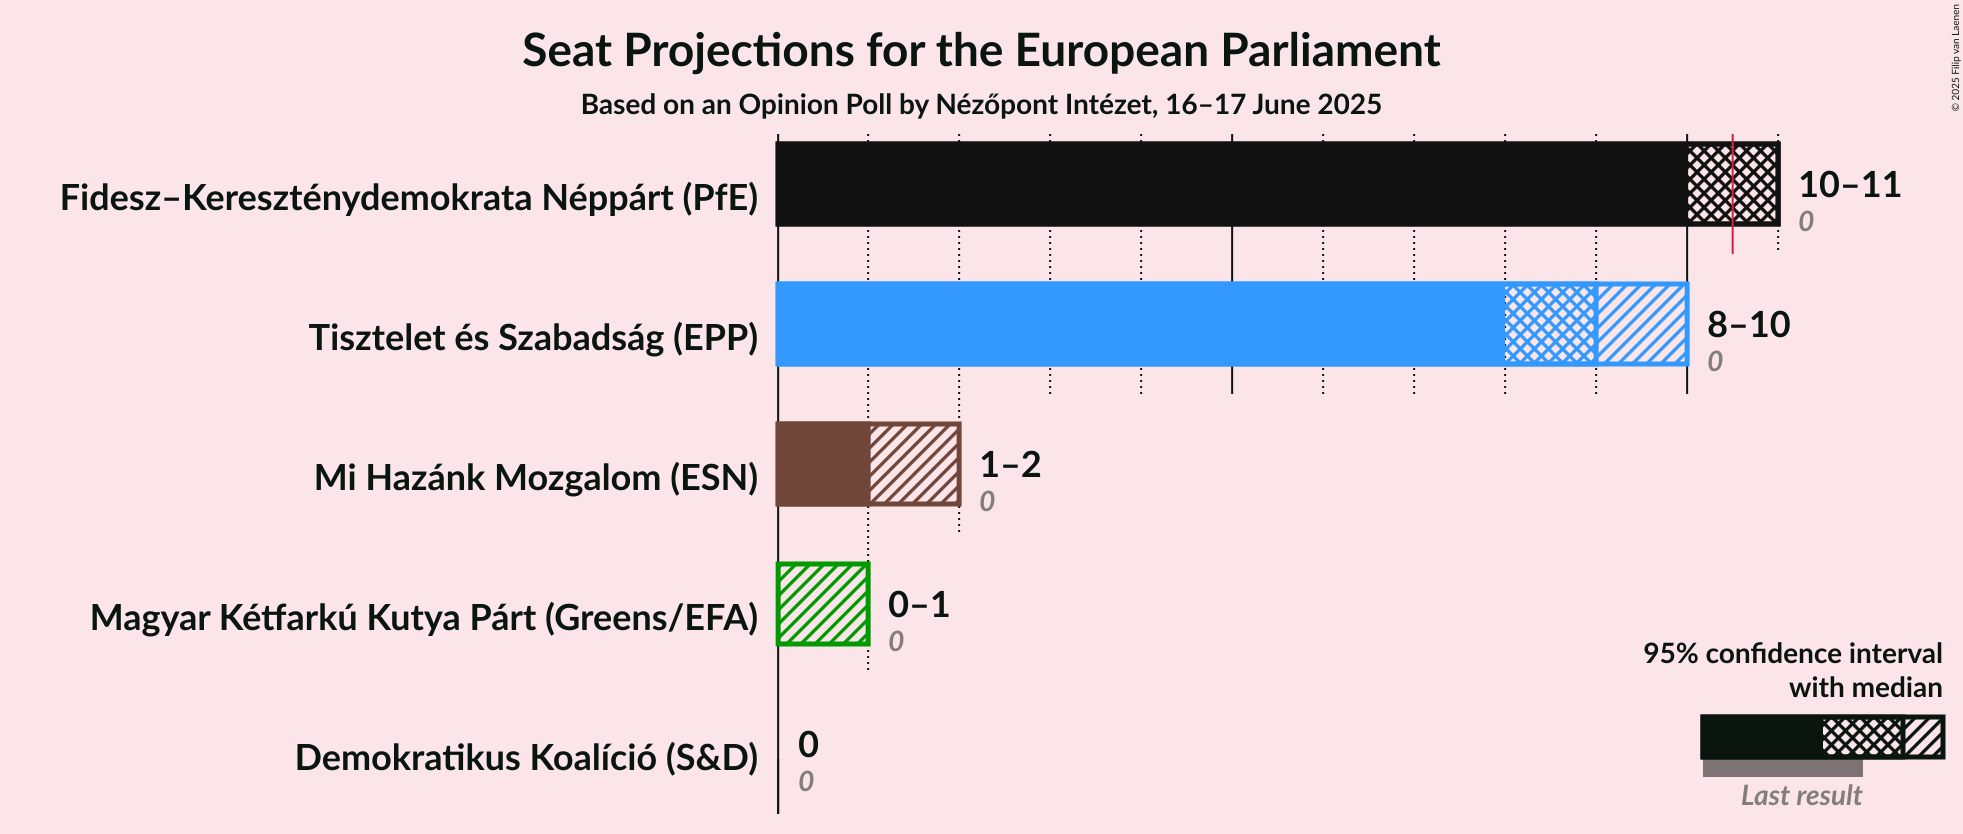 Seat Projections for the European Parliament
Based on an Opinion Poll by Nézőpont Intézet, 16–17 June 2025
© 2025 Filip van Laenen
Fidesz–Kereszténydemokrata Néppárt (PfE)
10–11
0
Tisztelet és Szabadság (EPP)
8–10
0
Mi Hazánk Mozgalom (ESN)
1–2
0
Magyar Kétfarkú Kutya Párt (Greens/EFA)
0–1
0
Demokratikus Koalíció (S&D)
0
0
95% confidence interval
with median
Last result